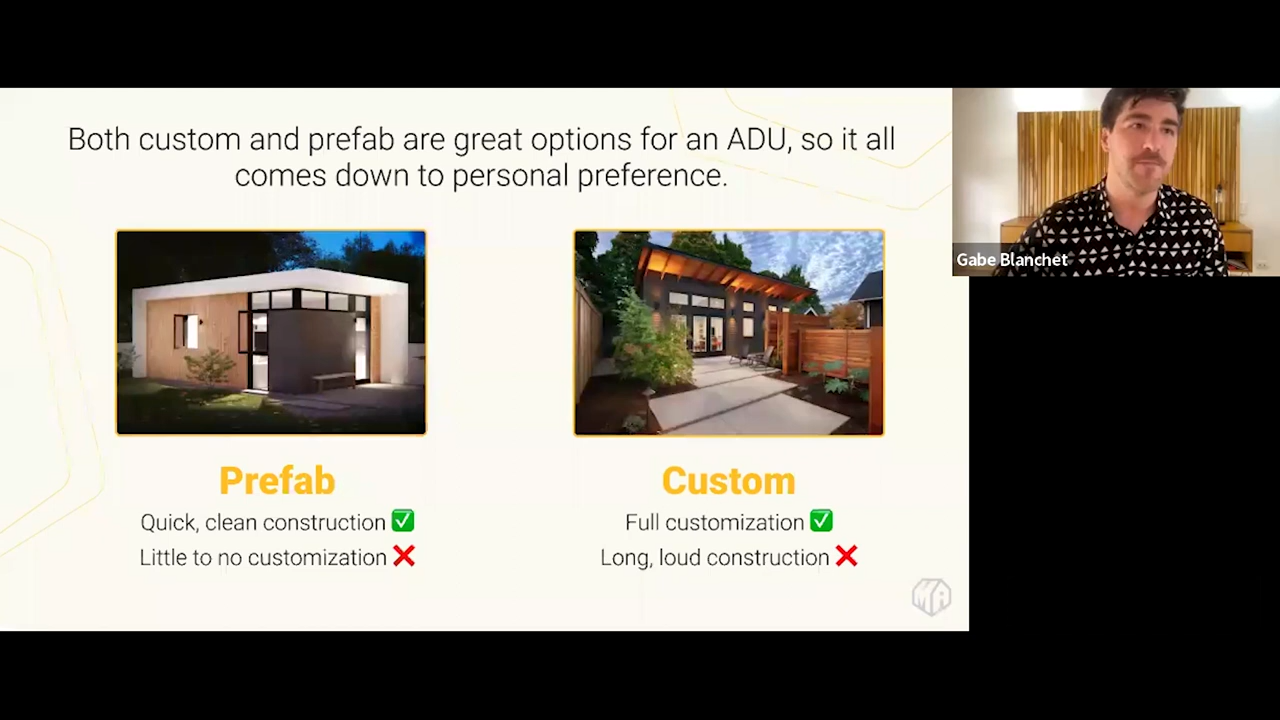 Both custom and prefab are great options for an ADU, so it all
comes down to personal preference.
Gabe Blanchet
Prefab
Quick, clean construction ✅
Little to no customization ❌
Custom
Full customization ✅
Long, loud construction ❌
MA